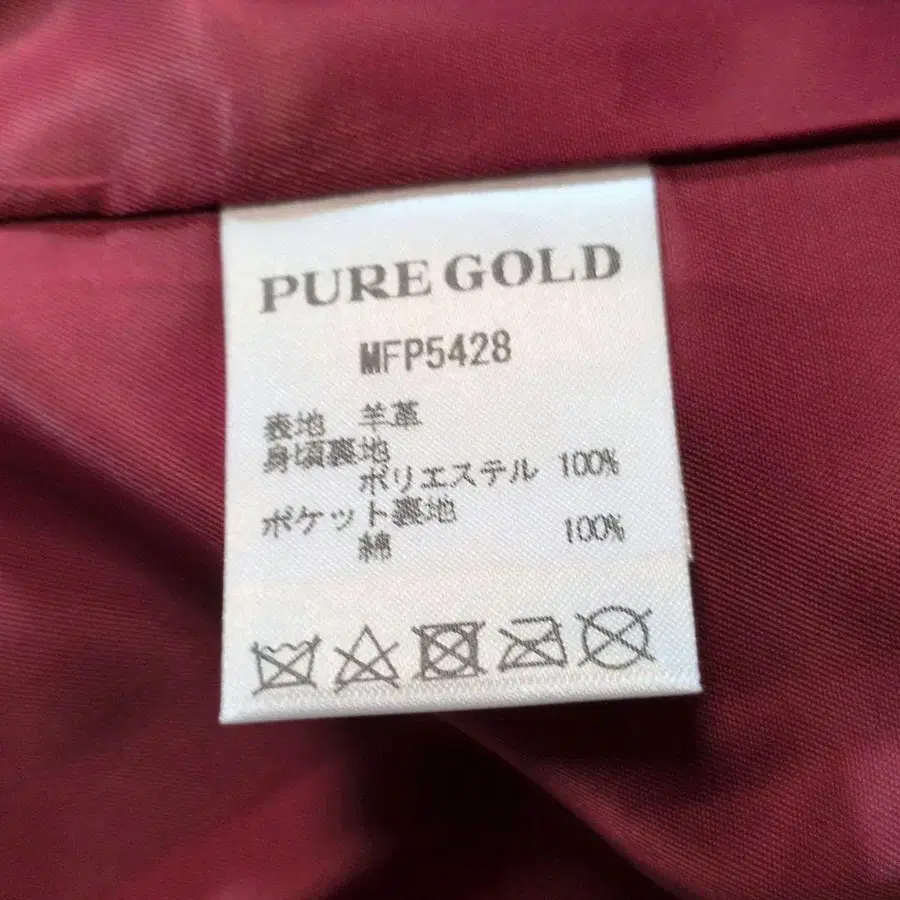 PURE GOLD
MFP5428
表地 羊革
身頃裏地
ポリエステル 100%
ポケット裏地
綿 100%